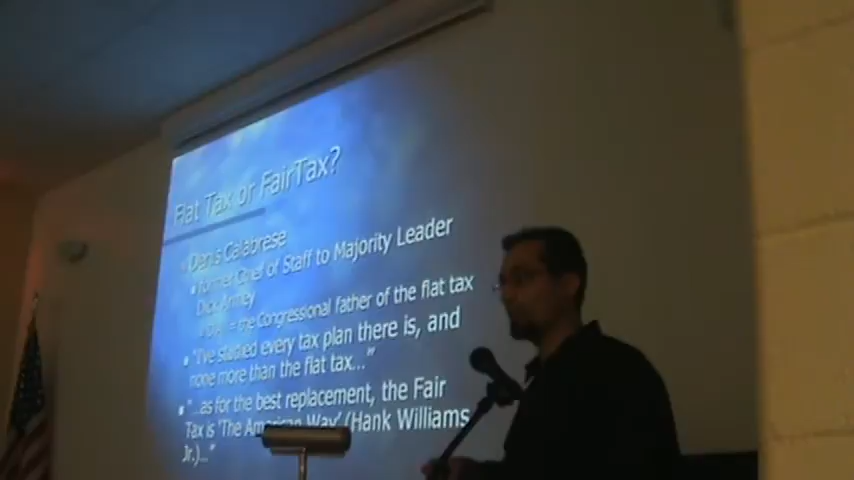 Flat Tax or FairTax?
Denis Calabrese
former Chief of Staff to Majority Leader
Dick Armey
= the Congressional father of the flat tax
"I've studied every tax plan there is, and
none more than the flat tax..."
"...as for the best replacement, the Fair
Tax is 'The American Way' (Hank Williams
Jr.)..."